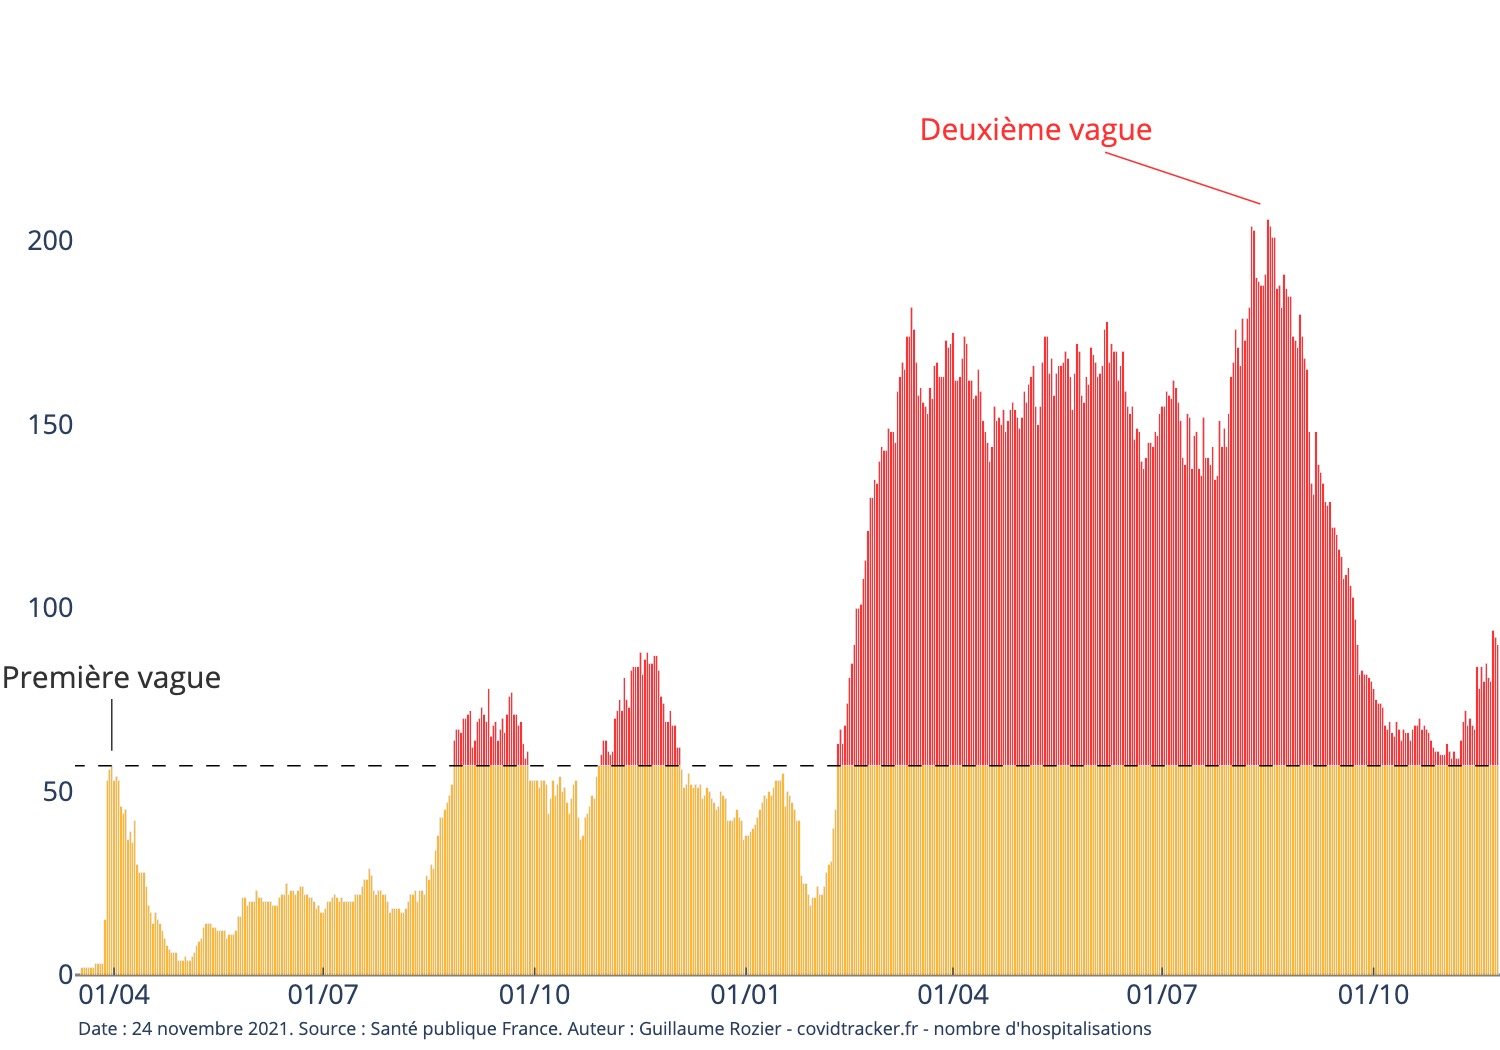 Deuxième vague
200
150
100
Première vague
50
0
01/04 01/07 01/10 01/01 01/04 01/07 01/10
Date : 24 novembre 2021. Source : Santé publique France. Auteur : Guillaume Rozier - covidtracker.fr - nombre d'hospitalisations